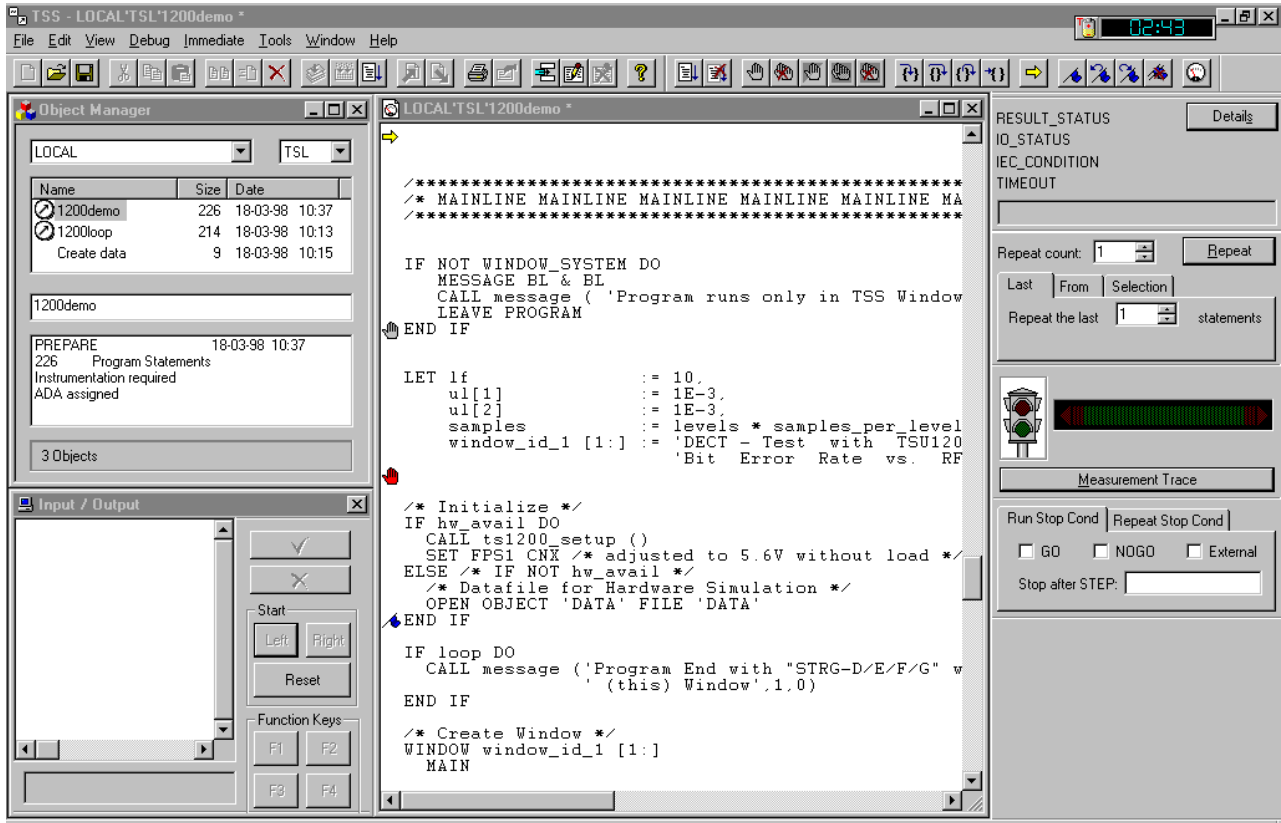 TSS - LOCAL'TSL'1200demo *
02:43
File Edit View Debug Immediate Tools Window Help
Object Manager
LOCAL TSL
Name Size Date
1200demo 226 18-03-98 10:37
1200loop 214 18-03-98 10:13
Create data 9 18-03-98 10:15
1200demo
PREPARE 18-03-98 10:37
226 Program Statements
Instrumentation required
ADA assigned
3 Objects
Input / Output
Start
Left Right
Reset
Function Keys
F1 F2
F3 F4
LOCAL'TSL'1200demo *
/*************************************************
/* MAINLINE MAINLINE MAINLINE MAINLINE MAINLINE MA
/*************************************************
IF NOT WINDOW_SYSTEM DO
MESSAGE BL & BL
CALL message ( 'Program runs only in TSS Window
LEAVE PROGRAM
END IF
LET lf := 10,
ul[1] := 1E-3,
ul[2] := 1E-3,
samples := levels * samples_per_level
window_id_1 [1:] := 'DECT - Test with TSU120
'Bit Error Rate vs. RF
/* Initialize */
IF hw_avail DO
CALL ts1200_setup ()
SET FPS1 CNX /* adjusted to 5.6V without load */
ELSE /* IF NOT hw_avail */
/* Datafile for Hardware Simulation */
OPEN OBJECT 'DATA' FILE 'DATA'
END IF
IF loop DO
CALL message ('Program End with "STRG-D/E/F/G" w
' (this) Window',1,0)
END IF
/* Create Window */
WINDOW window_id_1 [1:]
MAIN
RESULT_STATUS Details
IO_STATUS
IEC_CONDITION
TIMEOUT
Repeat count: 1 Repeat
Last From Selection
Repeat the last 1 statements
Measurement Trace
Run Stop Cond Repeat Stop Cond
GO NOGO External
Stop after STEP: